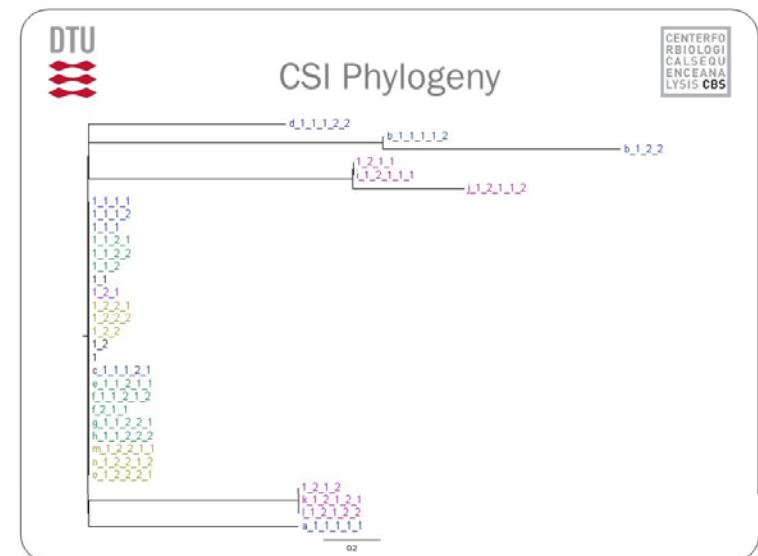 DTU
CSI Phylogeny
CENTERFO
RBIOLOGI
CALSEQU
ENCEANA
LYSIS CBS
d_1_1_1_2_2
b_1_1_1_1_2
b_1_2_2
1_2_1_1
i_1_2_1_1_1
j_1_2_1_1_2
1_1_1_1
1_1_1_2
1_1_1
1_1_2_1
1_1_2_2
1_1_2
1_1
1_2_1
1_2_2_1
1_2_2_2
1_2_2
1_2
1
c_1_1_1_2_1
e_1_1_2_1_1
f_1_1_2_1_2
f_2_1_1
g_1_1_2_2_1
h_1_1_2_2_2
m_1_2_2_1_1
n_1_2_2_1_2
o_1_2_2_2_1
1_2_1_2
k_1_2_1_2_1
l_1_2_1_2_2
a_1_1_1_1_1
0.2